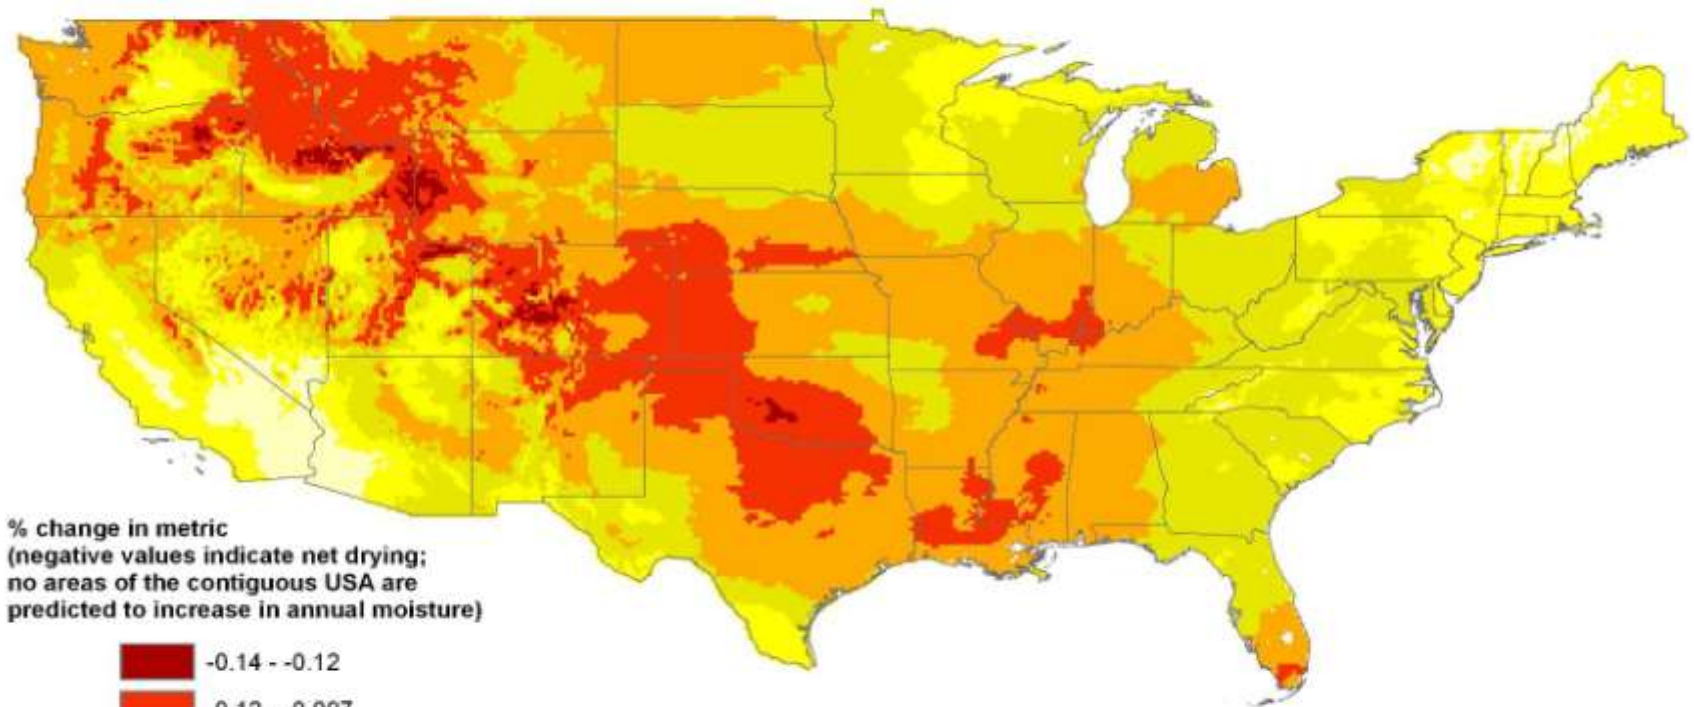 % change in metric
(negative values indicate net drying;
no areas of the contiguous USA are
predicted to increase in annual moisture)
-0.14 - -0.12